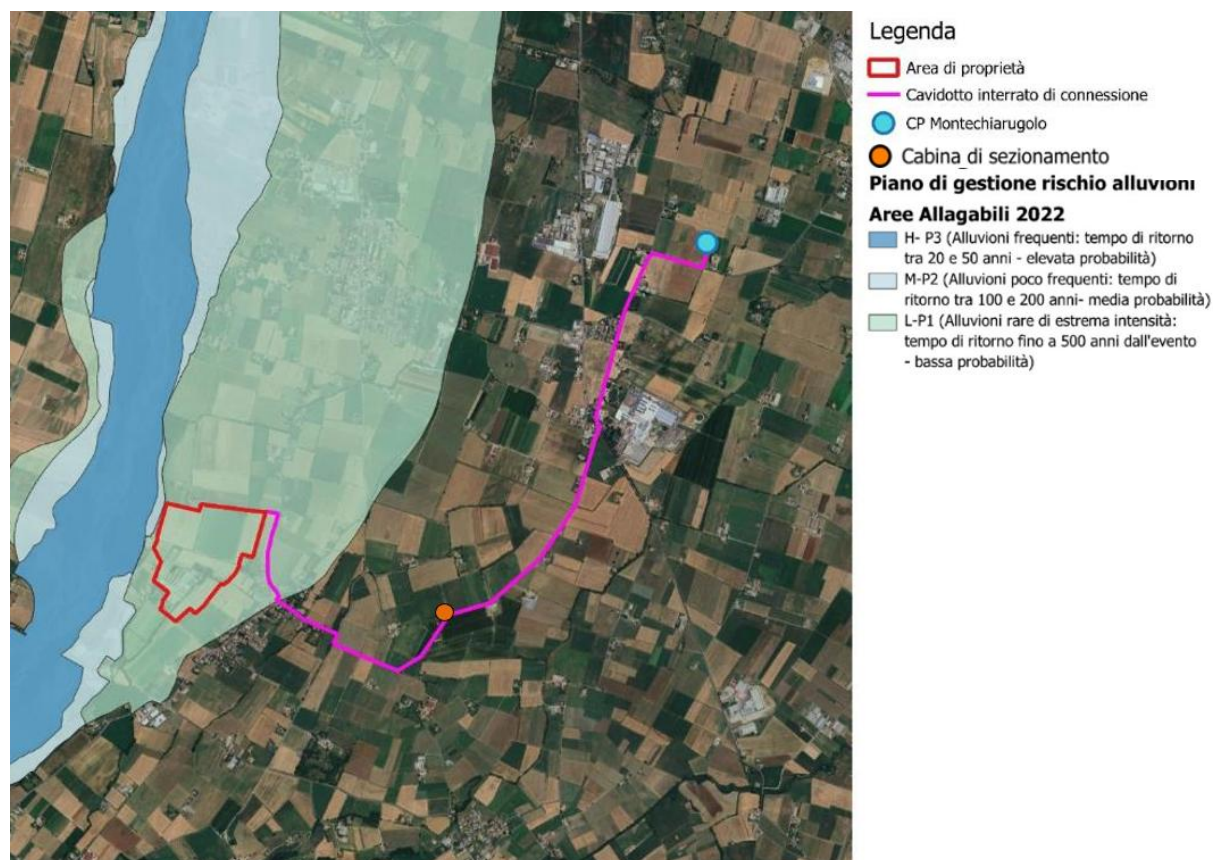 Legenda
Area di proprietà
Cavidotto interrato di connessione
CP Montechiarugolo
Cabina di sezionamento
Piano di gestione rischio alluvioni
Aree Allagabili 2022
H- P3 (Alluvioni frequenti: tempo di ritorno
tra 20 e 50 anni - elevata probabilità)
M-P2 (Alluvioni poco frequenti: tempo di
ritorno tra 100 e 200 anni- media probabilità)
L-P1 (Alluvioni rare di estrema intensità:
tempo di ritorno fino a 500 anni dall'evento
- bassa probabilità)